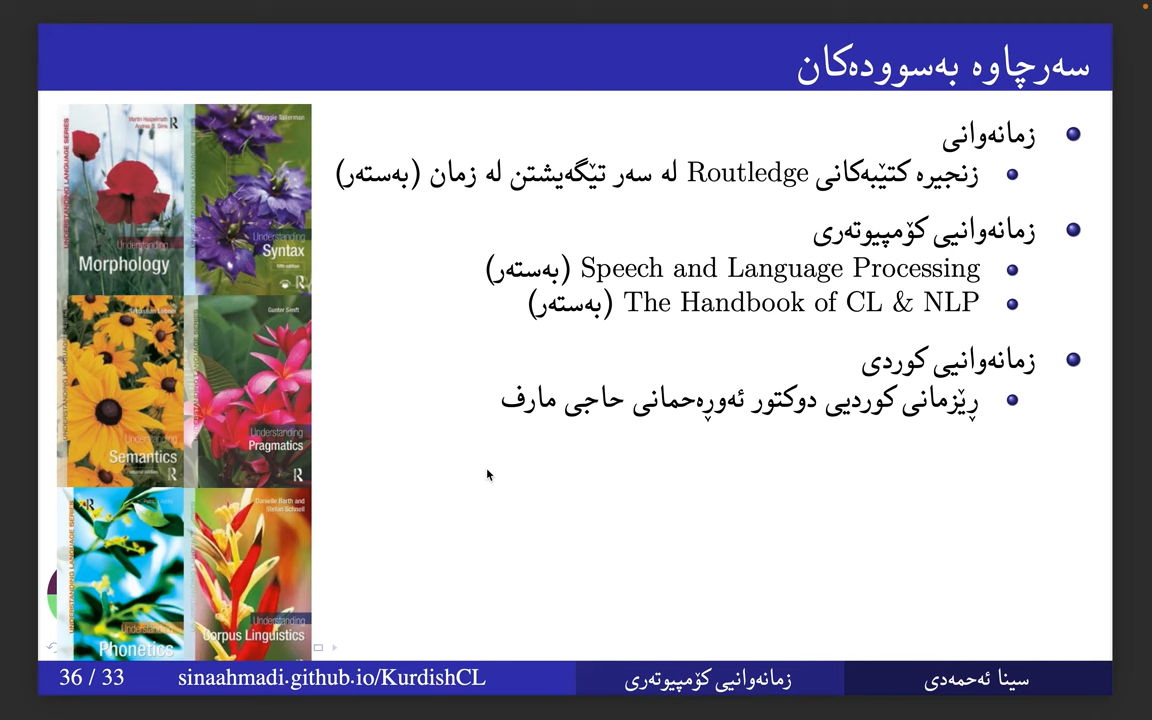 سەرچاوە بەسوودەکان
زمانەوانی
زنجیرە کتێبەکانی Routledge لە سەر تێگەیشتن لە زمان (بەستەر)
زمانەوانیی کۆمپیوتەری
Speech and Language Processing (بەستەر)
The Handbook of CL & NLP (بەستەر)
زمانەوانیی کوردی
ڕێزمانی کوردیی دوکتور ئەوڕەحمانی حاجی مارف
Maggie Tallerman
Understanding
Syntax
Martin Haspelmath
Andrea D. Sims
UNDERSTANDING LANGUAGE SERIES
Understanding
Morphology
Gunter Senft
Understanding
Pragmatics
Sebastian Löbner
Understanding
Semantics
Danielle Barth and
Stefan Schnell
Understanding
Corpus Linguistics
Understanding
Phonetics
سینا ئەحمەدی
زمانەوانیی کۆمپیوتەری
sinaahmadi.github.io/KurdishCL
36 / 33